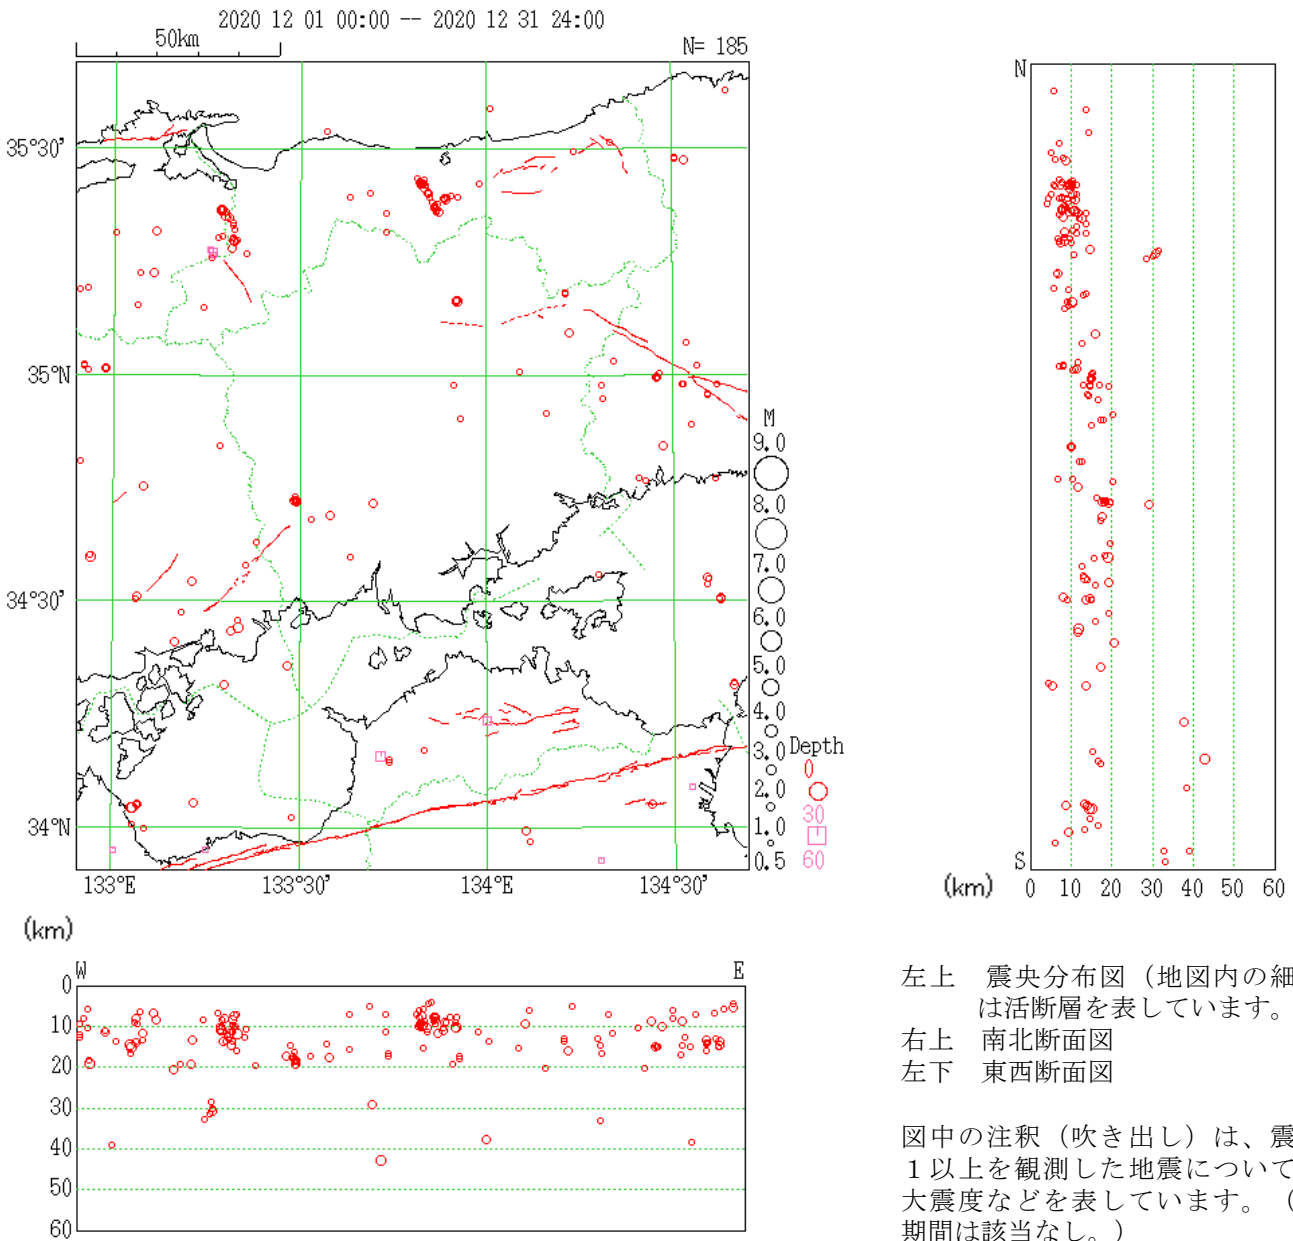 2020 12 01 00:00 -- 2020 12 31 24:00
50km
N= 185
35°30′
35°N
34°30′
34°N
133°E
133°30′
134°E
134°30′
M
9.0
8.0
7.0
6.0
5.0
4.0
3.0
2.0
1.0
0.5
Depth
0
30
60
N
S
(km)
0 10 20 30 40 50 60
(km)
W
E
0
10
20
30
40
50
60
左上 震央分布図（地図内の細
は活断層を表しています。
右上 南北断面図
左下 東西断面図
図中の注釈（吹き出し）は、震
１以上を観測した地震について
大震度などを表しています。（
期間は該当なし。）